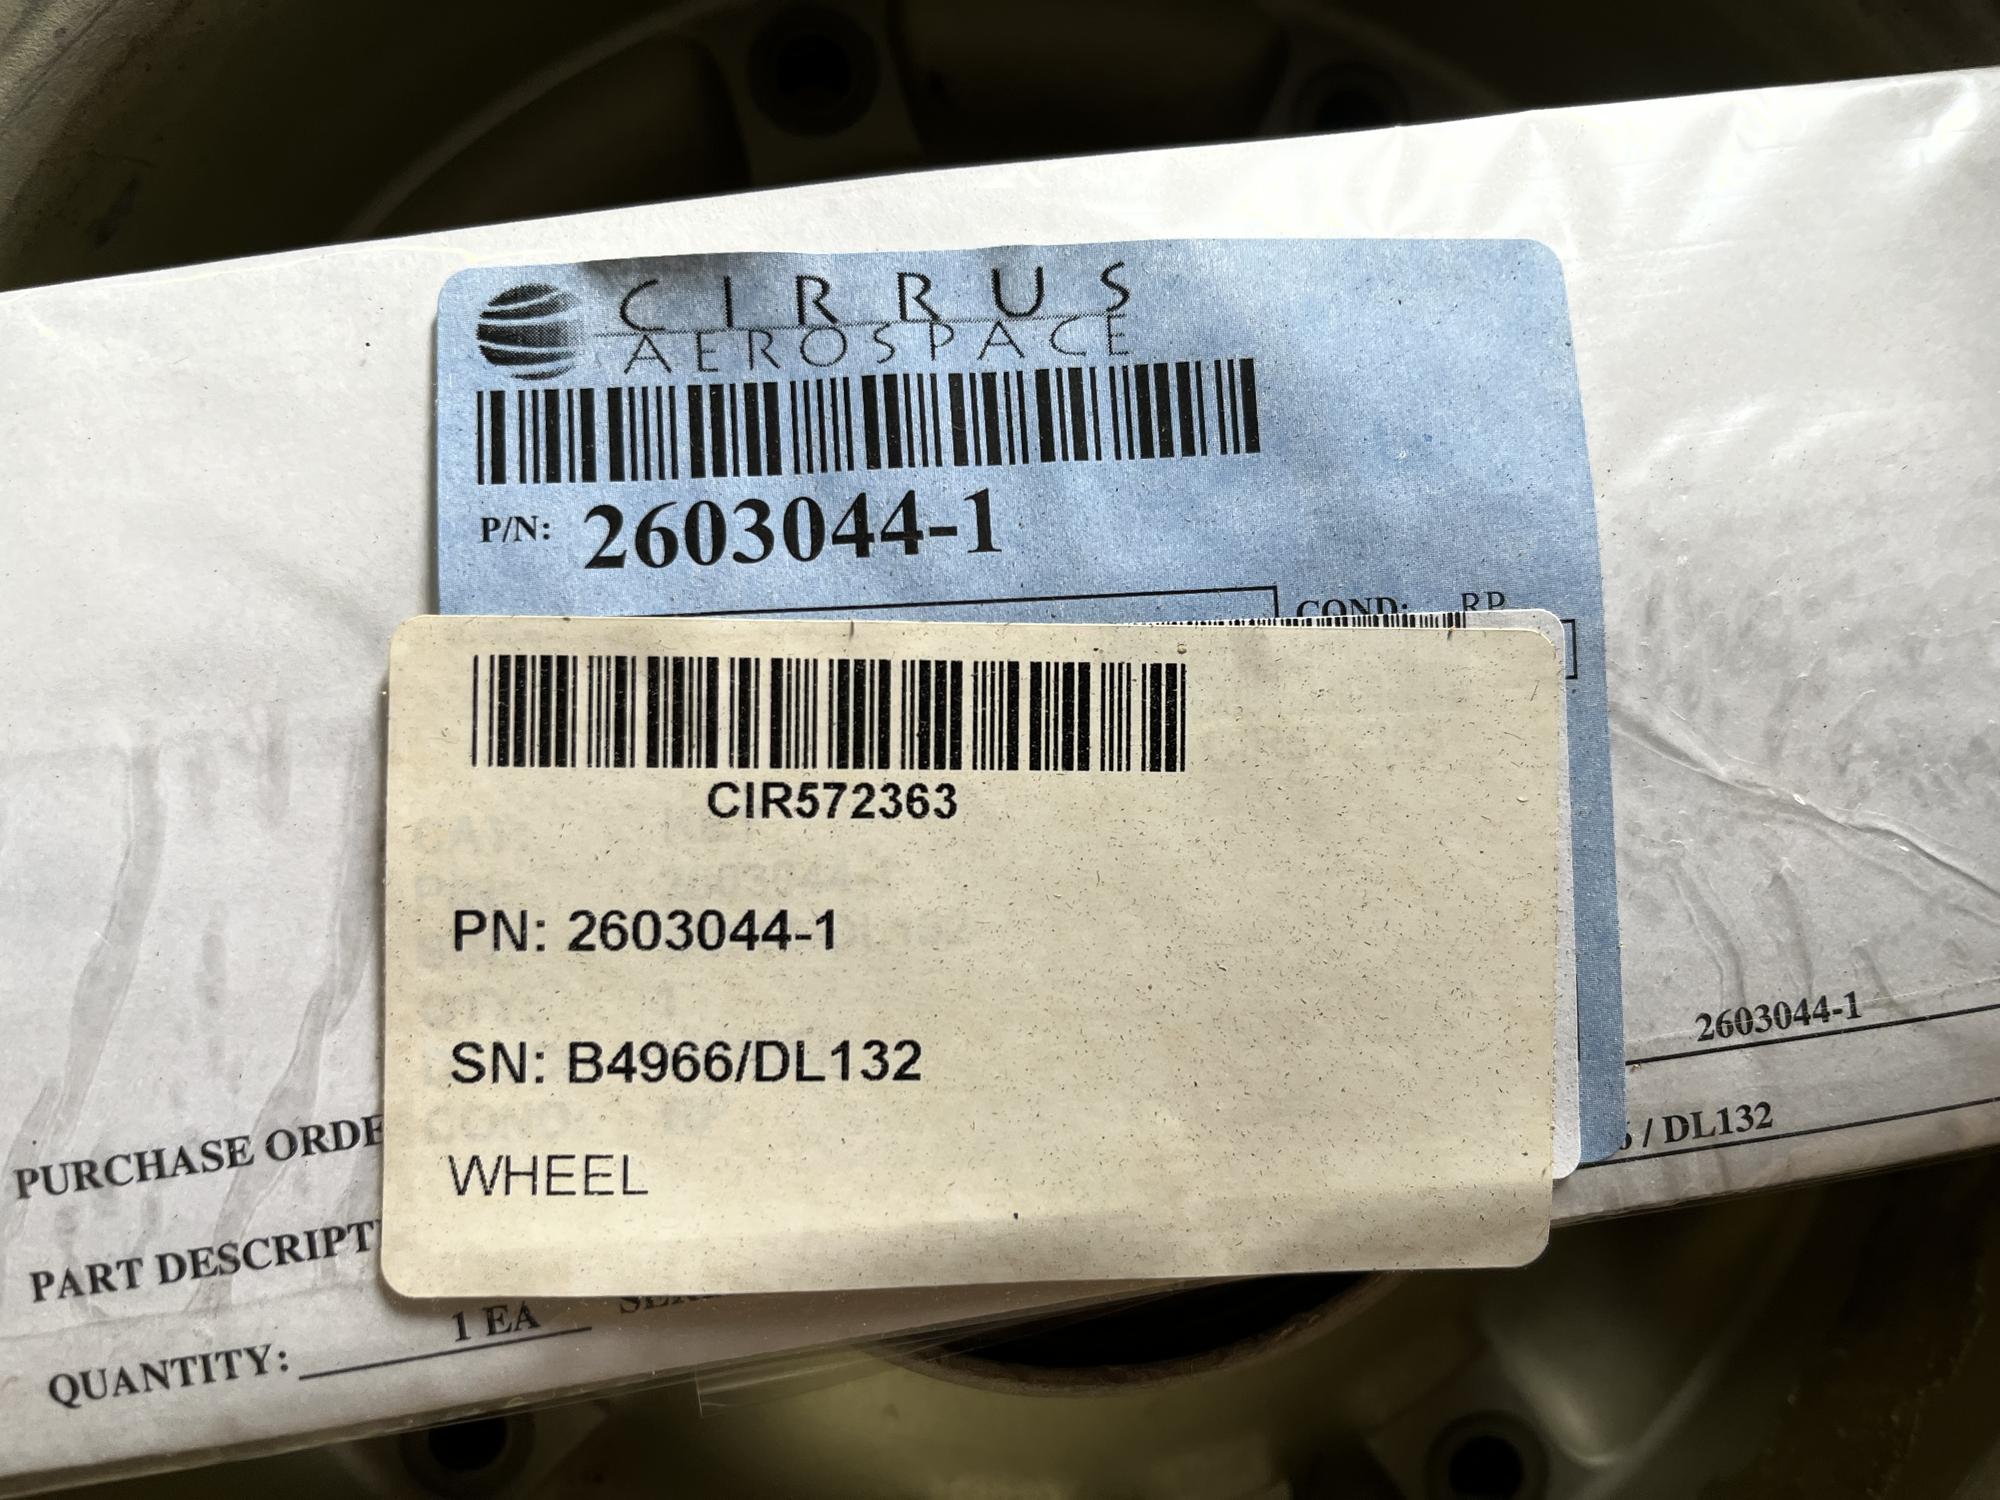 CIRRUS
AEROSPACE
P/N: 2603044-1
COND: RP
CIR572363
PN: 2603044-1
SN: B4966/DL132
WHEEL
2603044-1
/ DL132
PURCHASE ORDE
PART DESCRIPT
1 EA
QUANTITY: